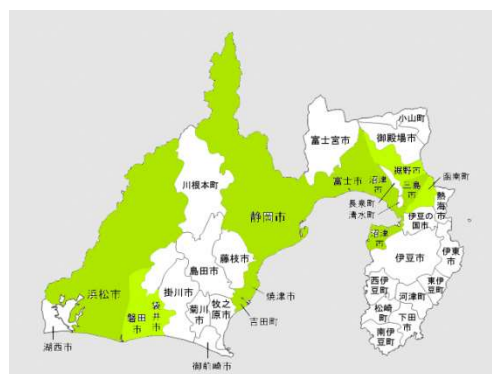 小山町
御殿場市
富士宮市
裾野市
函南町
富士市
沼津市
三島市
長泉町
清水町
熱海市
伊豆の国市
川根本町
静岡市
沼津市
伊豆市
伊東市
藤枝市
島田市
西伊豆町
東伊豆町
河津町
浜松市
掛川市
焼津市
袋井市
磐田市
菊川市
牧之原市
吉田町
松崎町
下田市
南伊豆町
湖西市
御前崎市